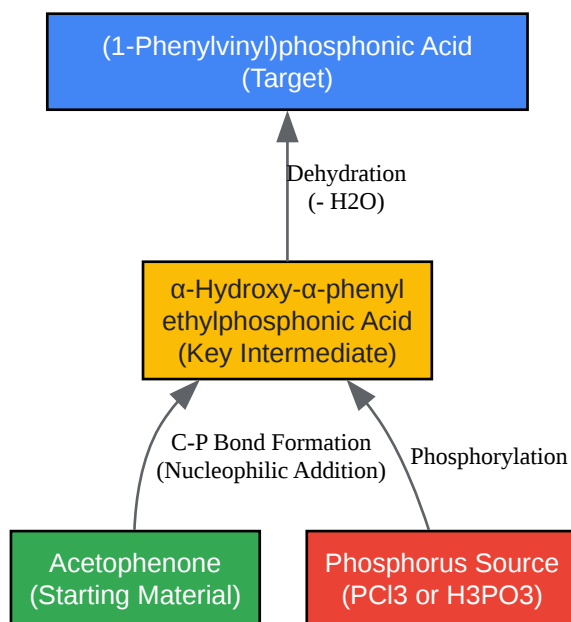 (1-Phenylvinyl)phosphonic Acid
(Target)
Dehydration
(- H2O)
α-Hydroxy-α-phenyl
ethylphosphonic Acid
(Key Intermediate)
C-P Bond Formation
(Nucleophilic Addition)
Phosphorylation
Acetophenone
(Starting Material)
Phosphorus Source
(PCl3 or H3PO3)